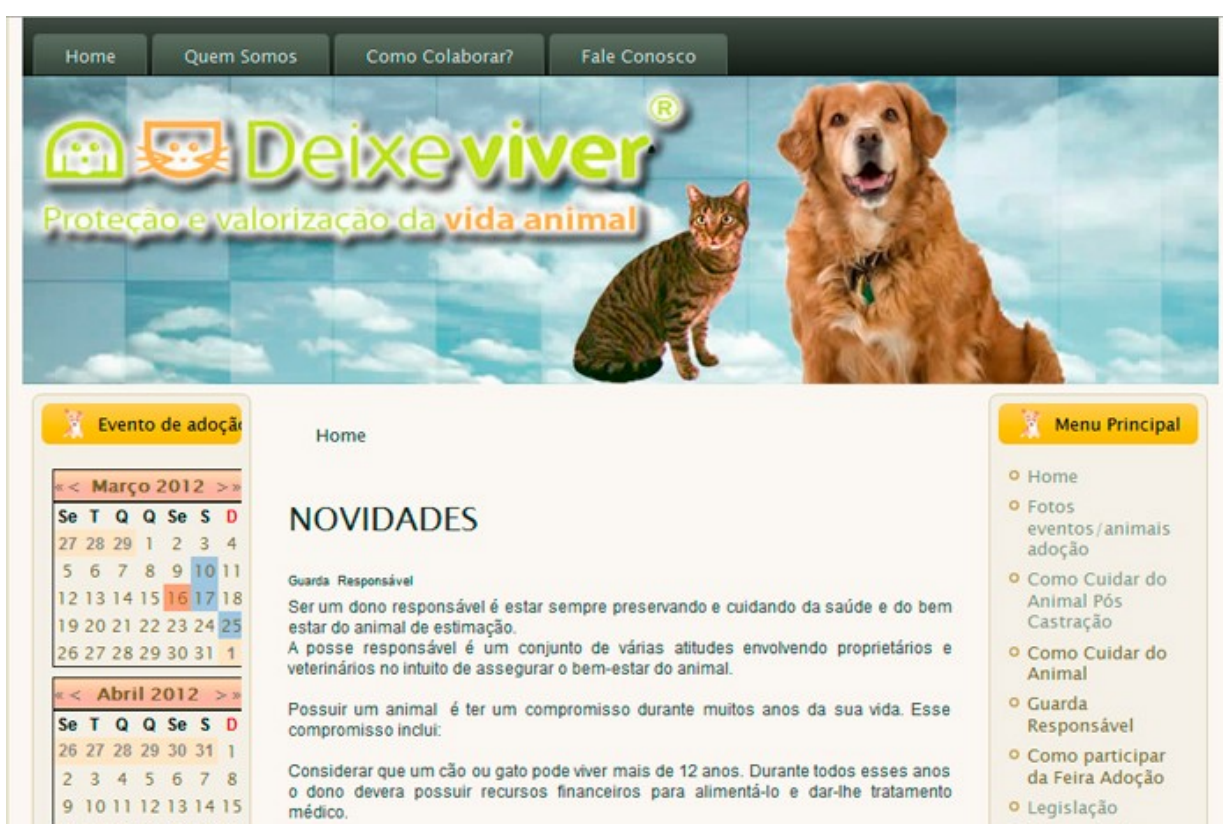 Home Quem Somos Como Colaborar? Fale Conosco
Deixe viver®
Proteção e valorização da vida animal
Evento de adoção
« < Março 2012 > »
Se T Q Q Se S D
27 28 29 1 2 3 4
5 6 7 8 9 10 11
12 13 14 15 16 17 18
19 20 21 22 23 24 25
26 27 28 29 30 31 1
« < Abril 2012 > »
Se T Q Q Se S D
26 27 28 29 30 31 1
2 3 4 5 6 7 8
9 10 11 12 13 14 15
Home
NOVIDADES
Guarda Responsável
Ser um dono responsável é estar sempre preservando e cuidando da saúde e do bem
estar do animal de estimação.
A posse responsável é um conjunto de várias atitudes envolvendo proprietários e
veterinários no intuito de assegurar o bem-estar do animal.
Possuir um animal é ter um compromisso durante muitos anos da sua vida. Esse
compromisso inclui:
Considerar que um cão ou gato pode viver mais de 12 anos. Durante todos esses anos
o dono devera possuir recursos financeiros para alimentá-lo e dar-lhe tratamento
médico.
Menu Principal
Home
Fotos
eventos/animais
adoção
Como Cuidar do
Animal Pós
Castração
Como Cuidar do
Animal
Guarda
Responsável
Como participar
da Feira Adoção
Legislação